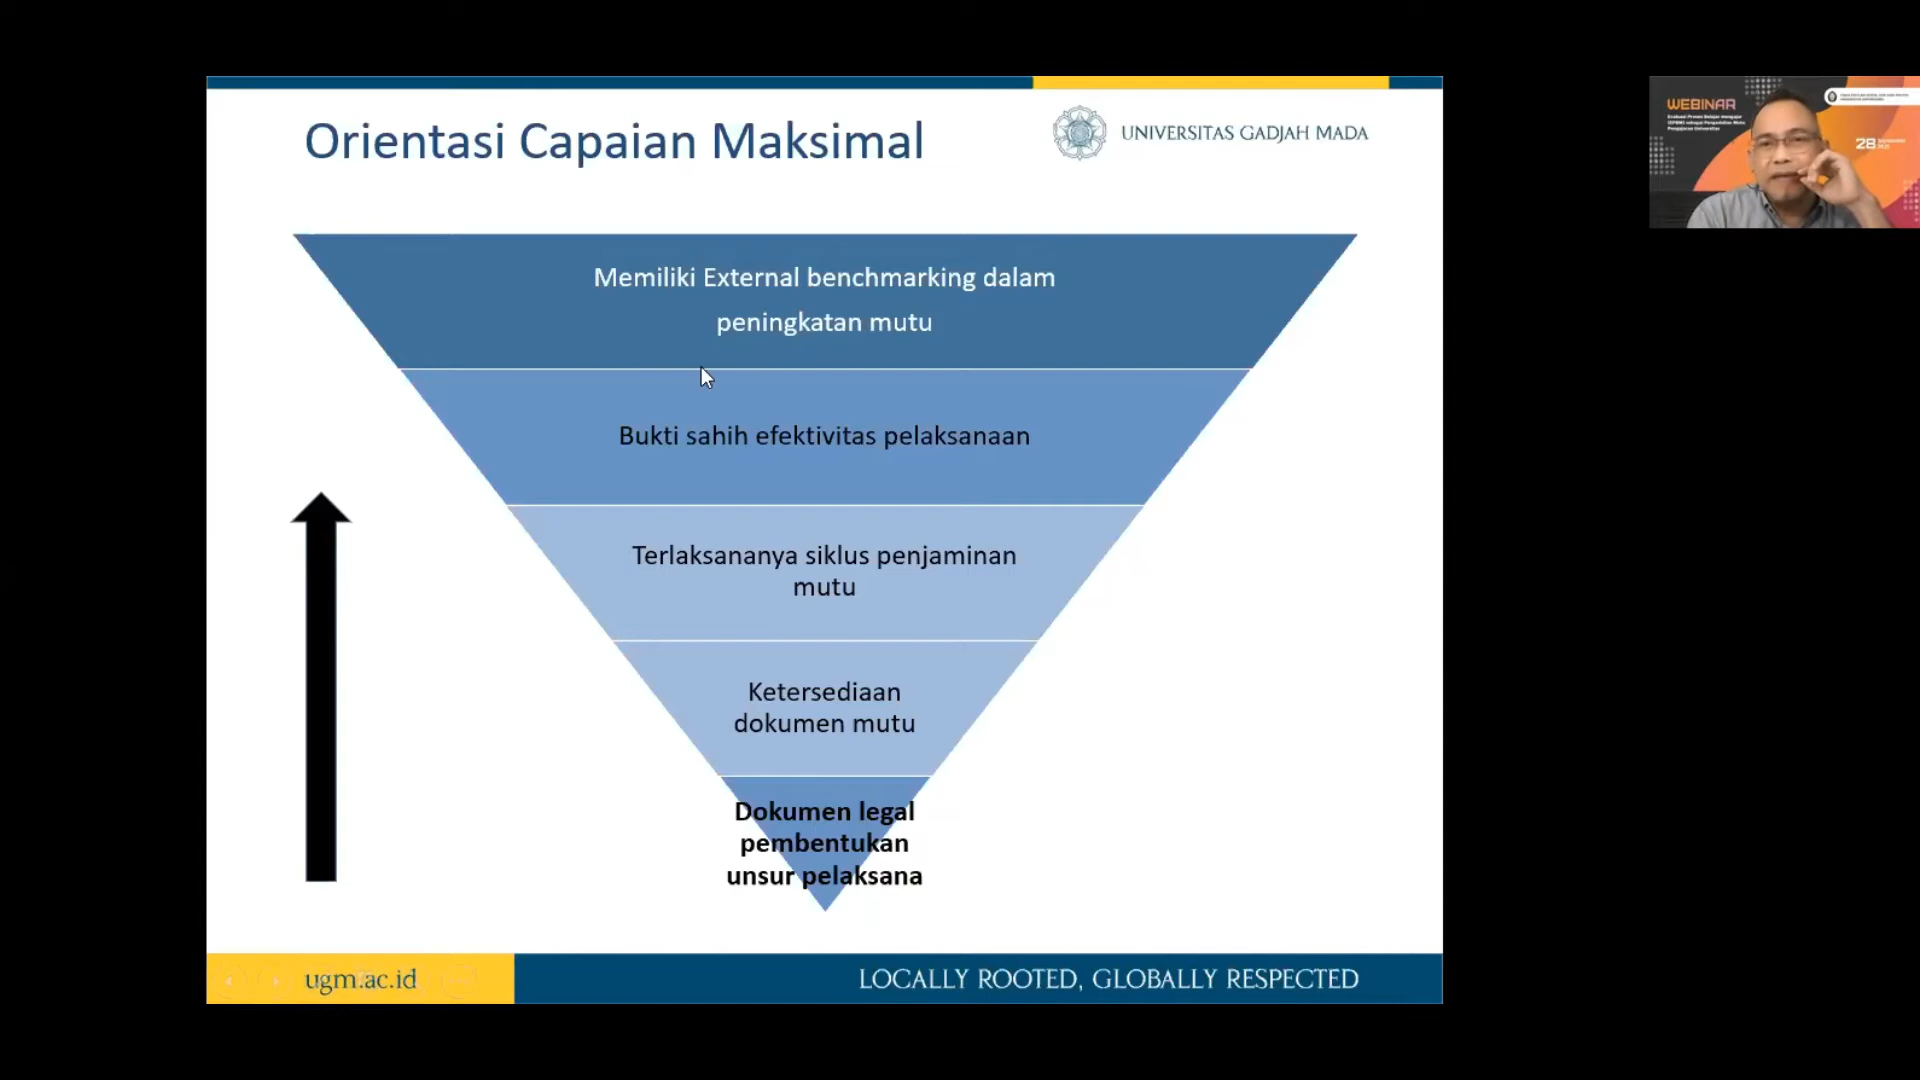 Orientasi Capaian Maksimal
UNIVERSITAS GADJAH MADA
Memiliki External benchmarking dalam
peningkatan mutu
Bukti sahih efektivitas pelaksanaan
Terlaksananya siklus penjaminan
mutu
Ketersediaan
dokumen mutu
Dokumen legal
pembentukan
unsur pelaksana
ugm.ac.id
LOCALLY ROOTED, GLOBALLY RESPECTED
WEBINAR
28